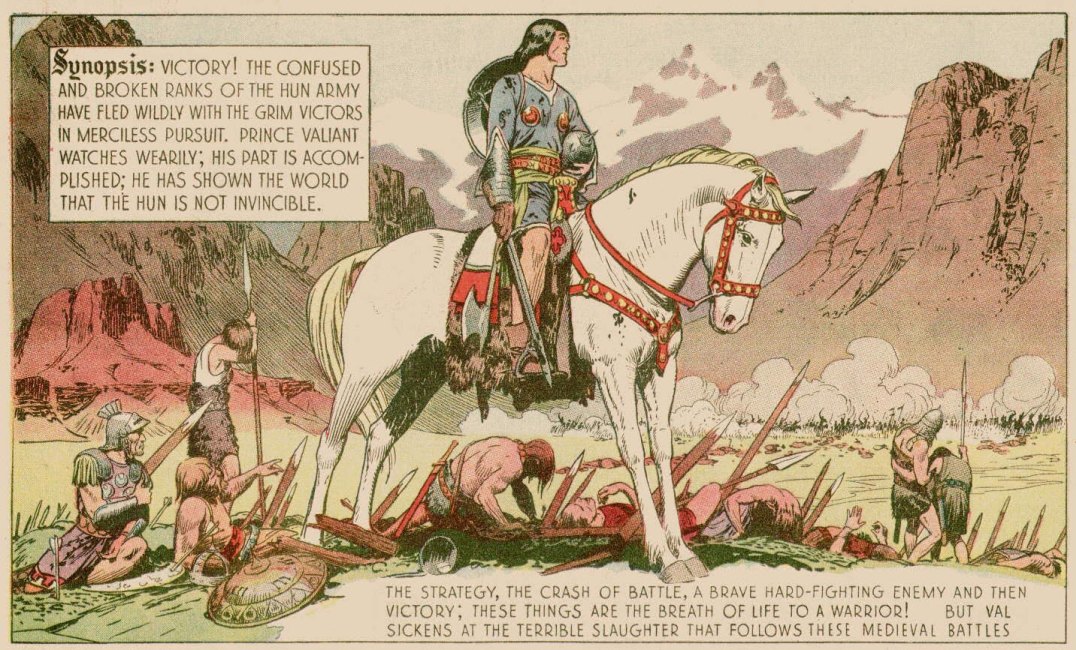 Synopsis: VICTORY! THE CONFUSED
AND BROKEN RANKS OF THE HUN ARMY
HAVE FLED WILDLY WITH THE GRIM VICTORS
IN MERCILESS PURSUIT. PRINCE VALIANT
WATCHES WEARILY; HIS PART IS ACCOM-
PLISHED; HE HAS SHOWN THE WORLD
THAT THE HUN IS NOT INVINCIBLE.
THE STRATEGY, THE CRASH OF BATTLE, A BRAVE HARD-FIGHTING ENEMY AND THEN
VICTORY; THESE THINGS ARE THE BREATH OF LIFE TO A WARRIOR! BUT VAL
SICKENS AT THE TERRIBLE SLAUGHTER THAT FOLLOWS THESE MEDIEVAL BATTLES